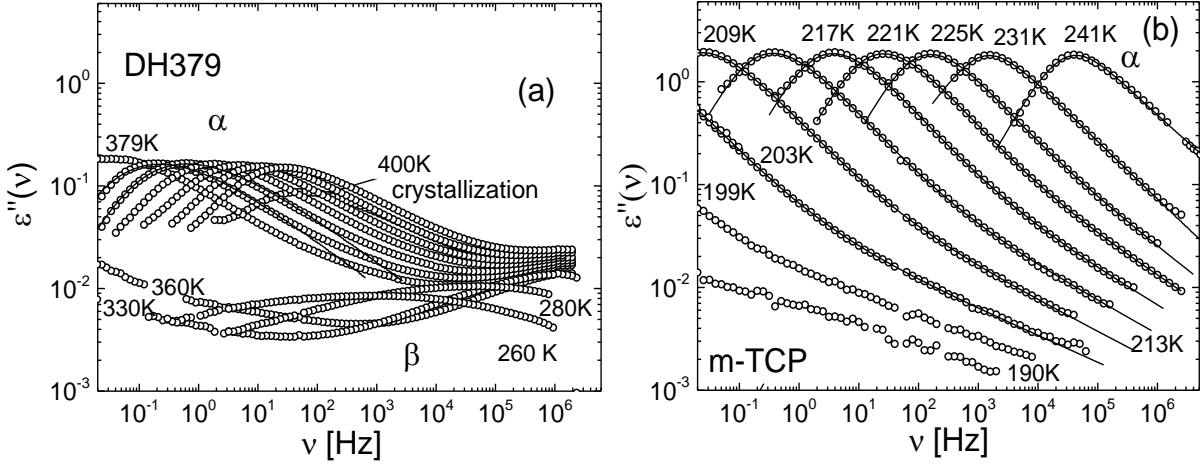 DH379
(a)
α
379K
400K
crystallization
360K
330K
280K
β
260 K
10^0
10^-1
10^-2
10^-3
ε''(ν)
10^-1 10^0 10^1 10^2 10^3 10^4 10^5 10^6
ν [Hz]
209K 217K 221K 225K 231K 241K (b)
α
203K
199K
213K
m-TCP 190K
10^0
10^-1
10^-2
10^-3
ε''(ν)
10^-1 10^0 10^1 10^2 10^3 10^4 10^5 10^6
ν [Hz]